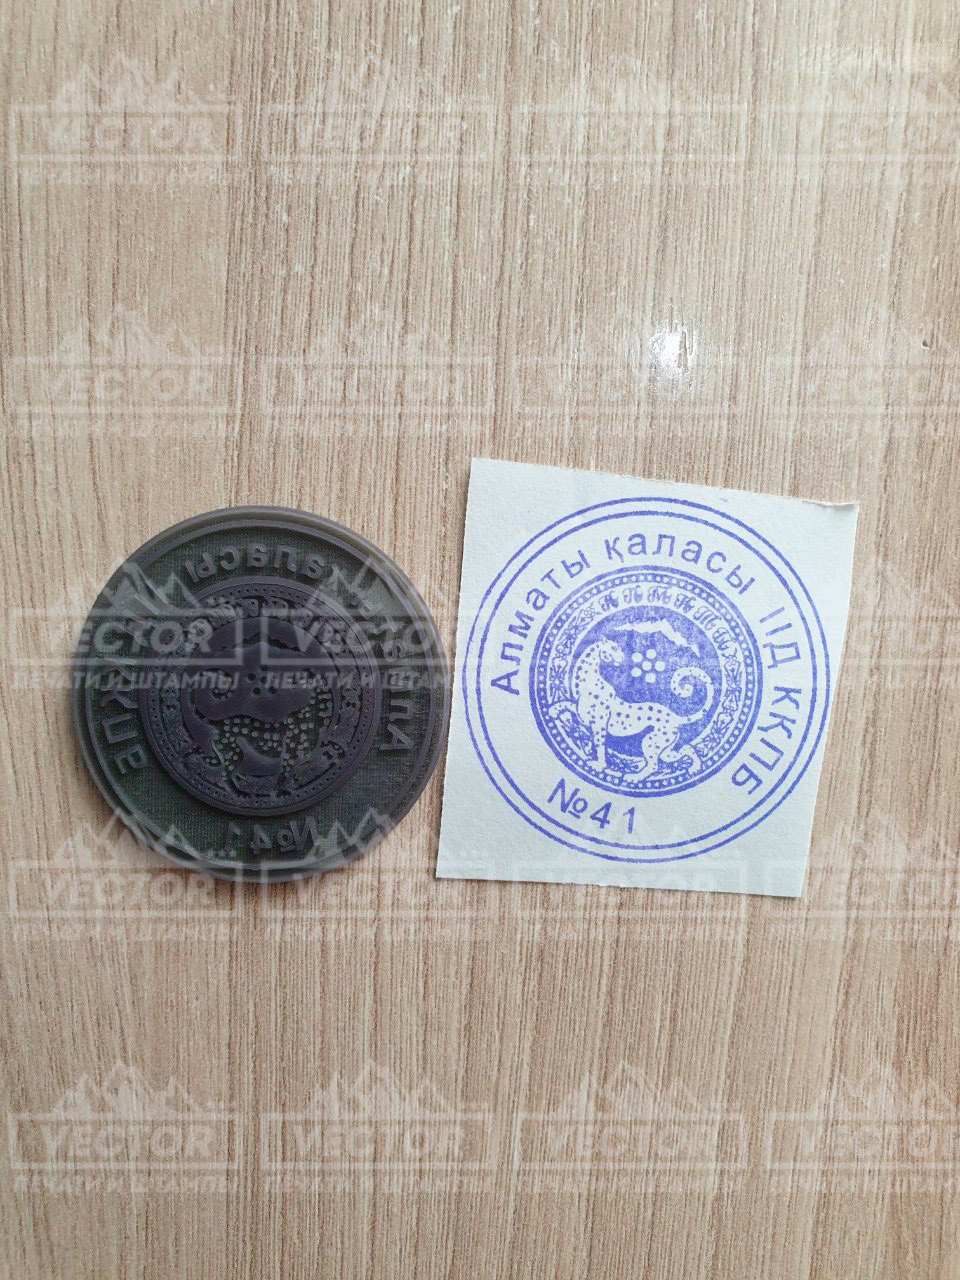 Алматы қаласы ІІД ККПБ
№41
VECTOR
ПЕЧАТИ И ШТАМПЫ